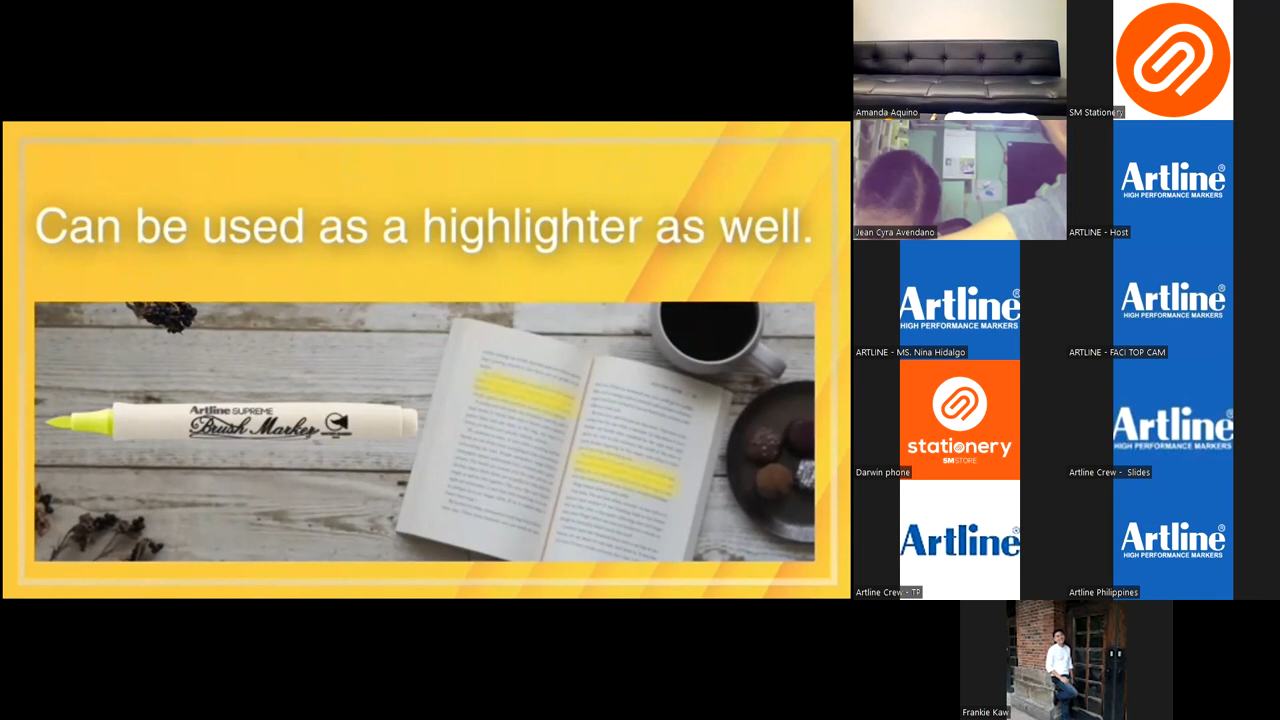 Can be used as a highlighter as well.
Artline SUPREME
Brush Marker
Amanda Aquino
SM Stationery
Jean Cyra Avendano
Artline®
HIGH PERFORMANCE MARKERS
ARTLINE - Host
Artline®
HIGH PERFORMANCE MARKERS
ARTLINE - MS. Nina Hidalgo
Artline®
HIGH PERFORMANCE MARKERS
ARTLINE - FACI TOP CAM
stationery
SM STORE
Darwin phone
Artline®
HIGH PERFORMANCE MARKERS
Artline Crew - Slides
Artline®
Artline Crew - TP
Artline®
HIGH PERFORMANCE MARKERS
Artline Philippines
Frankie Kaw